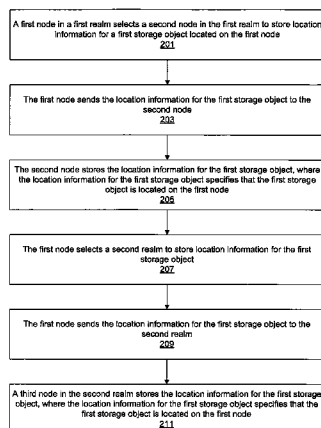 A first node in a first realm selects a second node in the first realm to store location
information for a first storage object located on the first node
201
The first node sends the location information for the first storage object to the
second node
203
The second node stores the location information for the first storage object, where
the location information for the first storage object specifies that the first storage
object is located on the first node
205
The first node selects a second realm to store location information for the first
storage object
207
The first node sends the location information for the first storage object to the
second realm
209
A third node in the second realm stores the location information for the first storage
object, where the location information for the first storage object specifies that the
first storage object is located on the first node
211